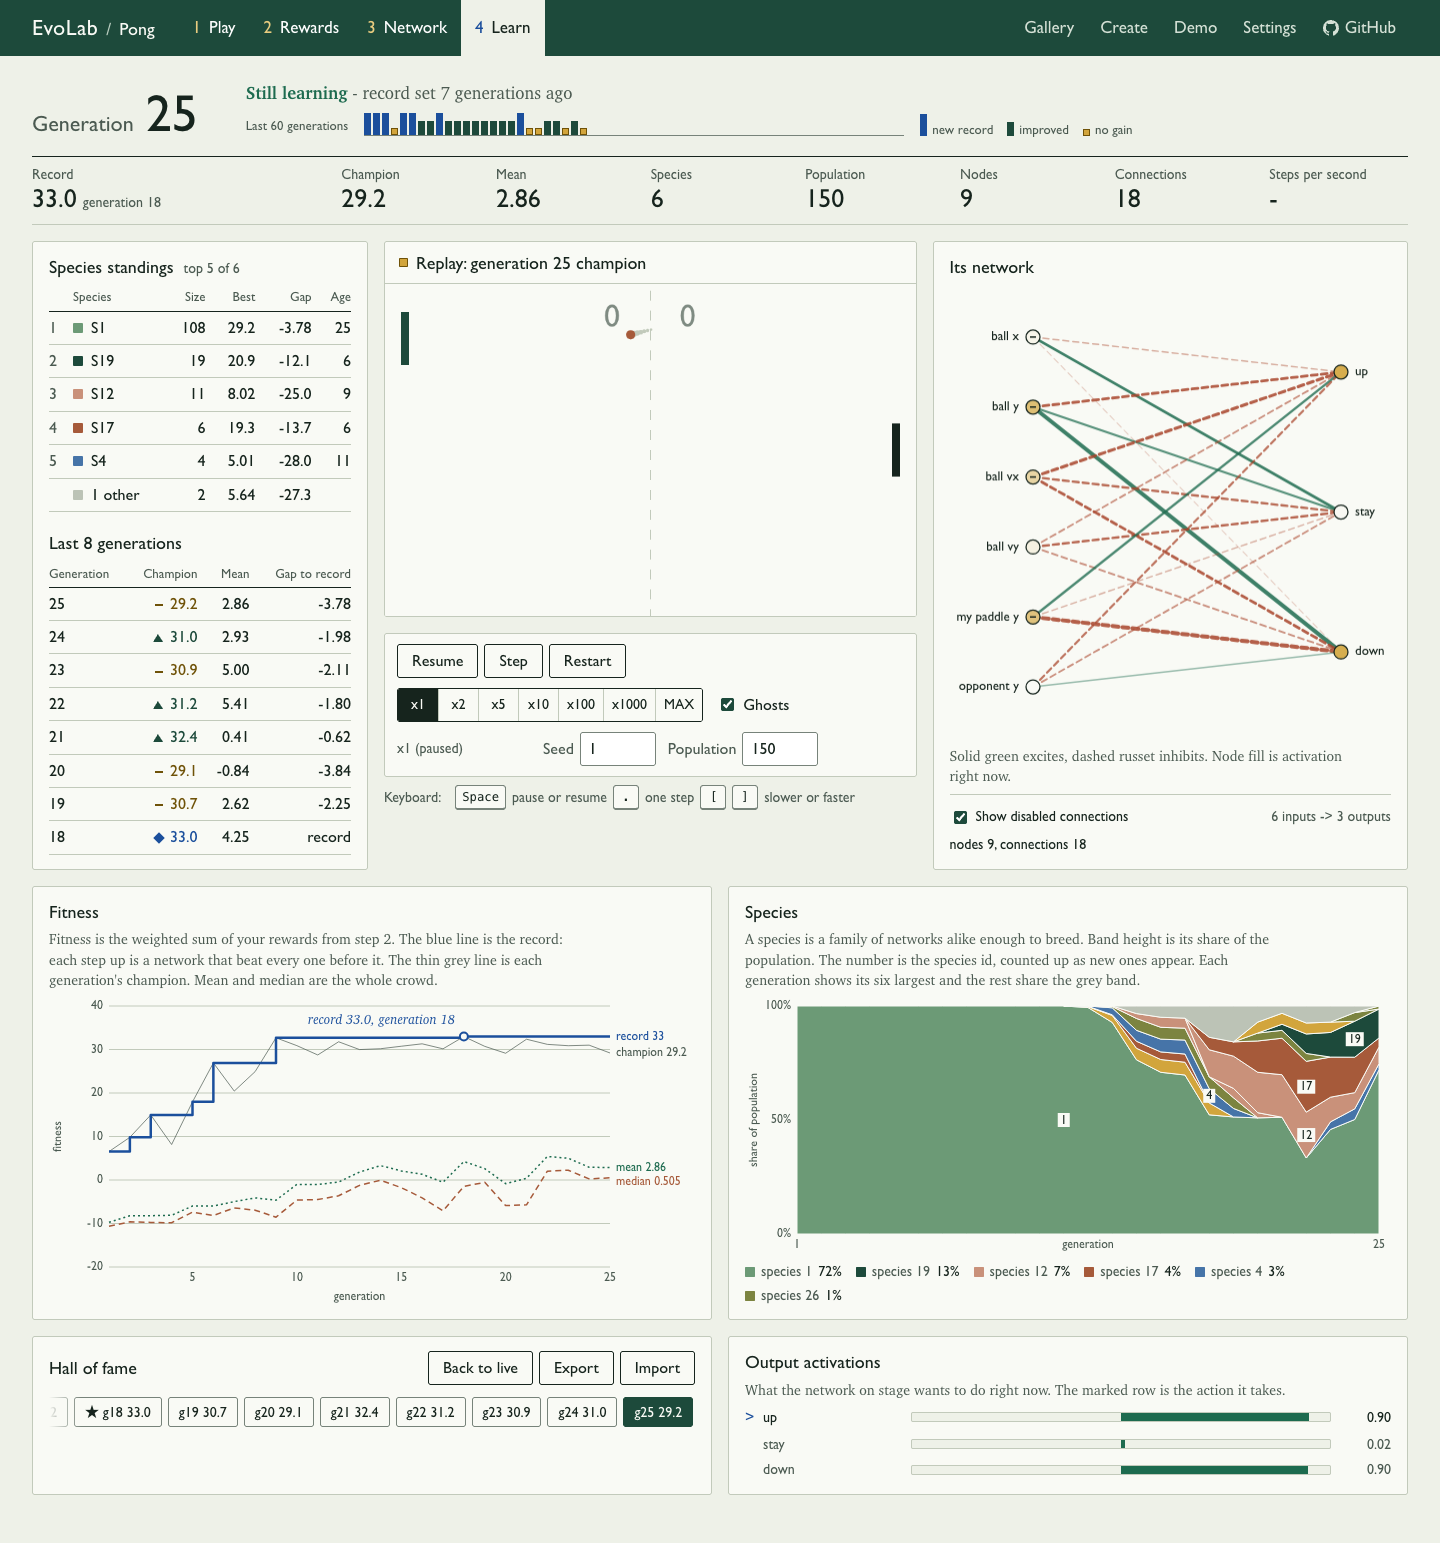 EvoLab / Pong 1 Play 2 Rewards 3 Network 4 Learn Gallery Create Demo Settings GitHub
Generation 25
Still learning - record set 7 generations ago
Last 60 generations new record improved no gain
Record Champion Mean Species Population Nodes Connections Steps per second
33.0 generation 18 29.2 2.86 6 150 9 18 -
Species standings top 5 of 6
Species Size Best Gap Age
1 S1 108 29.2 -3.78 25
2 S19 19 20.9 -12.1 6
3 S12 11 8.02 -25.0 9
4 S17 6 19.3 -13.7 6
5 S4 4 5.01 -28.0 11
1 other 2 5.64 -27.3
Last 8 generations
Generation Champion Mean Gap to record
25 – 29.2 2.86 -3.78
24 ▲ 31.0 2.93 -1.98
23 – 30.9 5.00 -2.11
22 ▲ 31.2 5.41 -1.80
21 ▲ 32.4 0.41 -0.62
20 – 29.1 -0.84 -3.84
19 – 30.7 2.62 -2.25
18 ◆ 33.0 4.25 record
Replay: generation 25 champion
0 0
Resume Step Restart
x1 x2 x5 x10 x100 x1000 MAX Ghosts
x1 (paused) Seed 1 Population 150
Keyboard: Space pause or resume . one step [ ] slower or faster
Its network
ball x
up
ball y
ball vx
stay
ball vy
my paddle y
down
opponent y
Solid green excites, dashed russet inhibits. Node fill is activation
right now.
Show disabled connections 6 inputs -> 3 outputs
nodes 9, connections 18
Fitness
Fitness is the weighted sum of your rewards from step 2. The blue line is the record:
each step up is a network that beat every one before it. The thin grey line is each
generation's champion. Mean and median are the whole crowd.
40
record 33.0, generation 18
record 33
30
champion 29.2
20
10
fitness
mean 2.86
0
median 0.505
-10
-20
5 10 15 20 25
generation
Species
A species is a family of networks alike enough to breed. Band height is its share of the
population. The number is the species id, counted up as new ones appear. Each
generation shows its six largest and the rest share the grey band.
100%
19
17
4
50%
1
12
share of population
0%
1 generation 25
species 1 72% species 19 13% species 12 7% species 17 4% species 4 3%
species 26 1%
Hall of fame Back to live Export Import
2 ★ g18 33.0 g19 30.7 g20 29.1 g21 32.4 g22 31.2 g23 30.9 g24 31.0 g25 29.2
Output activations
What the network on stage wants to do right now. The marked row is the action it takes.
> up 0.90
stay 0.02
down 0.90